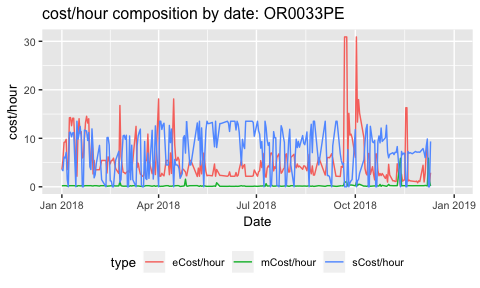 cost/hour composition by date: OR0033PE
cost/hour
30
20
10
0
Jan 2018 Apr 2018 Jul 2018 Oct 2018 Jan 2019
Date
type eCost/hour mCost/hour sCost/hour